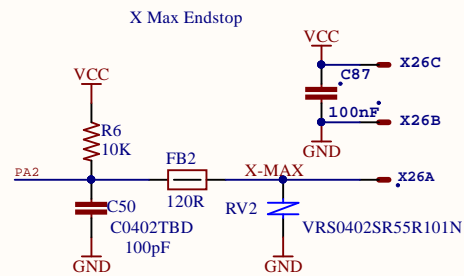 X Max Endstop
VCC
X26C
C87
100nF
X26B
GND
VCC
R6
10K
FB2
PA2
X-MAX
X26A
120R
C50
C0402TBD
100pF
RV2
VRS0402SR55R101N
GND
GND